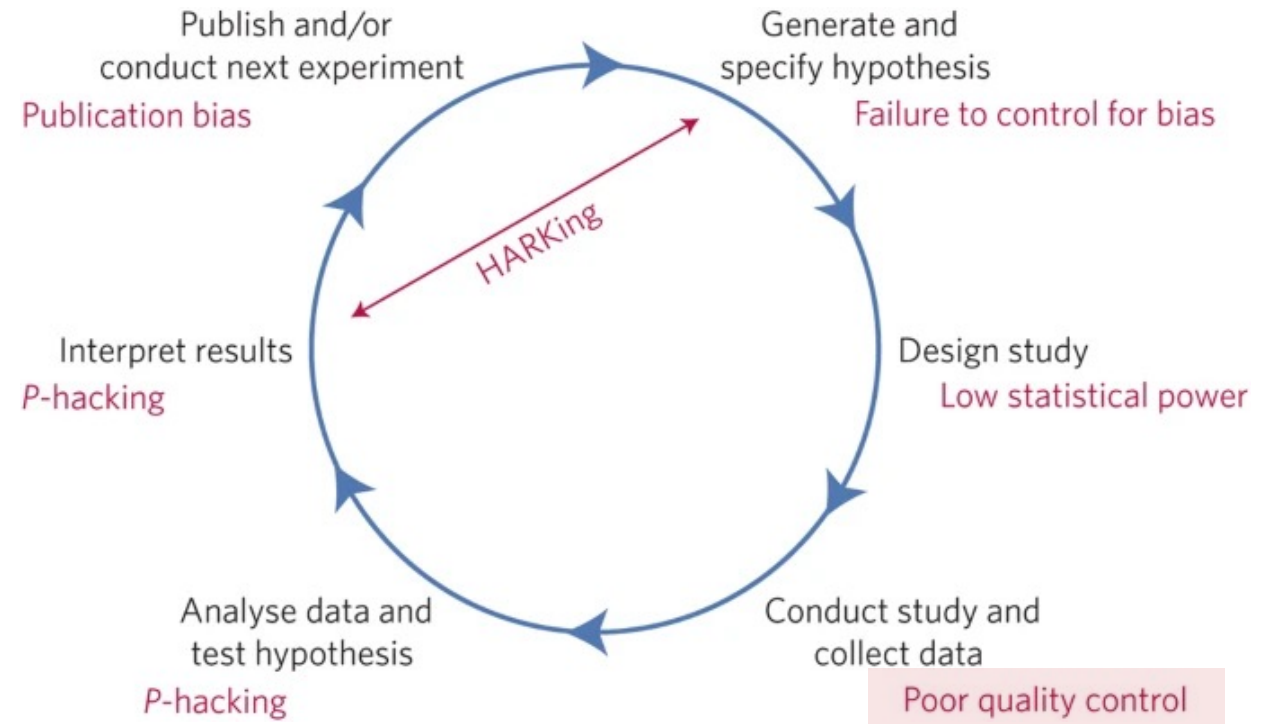 Publish and/or
conduct next experiment
Publication bias
Generate and
specify hypothesis
Failure to control for bias
HARKing
Interpret results
P-hacking
Design study
Low statistical power
Analyse data and
test hypothesis
P-hacking
Conduct study and
collect data
Poor quality control